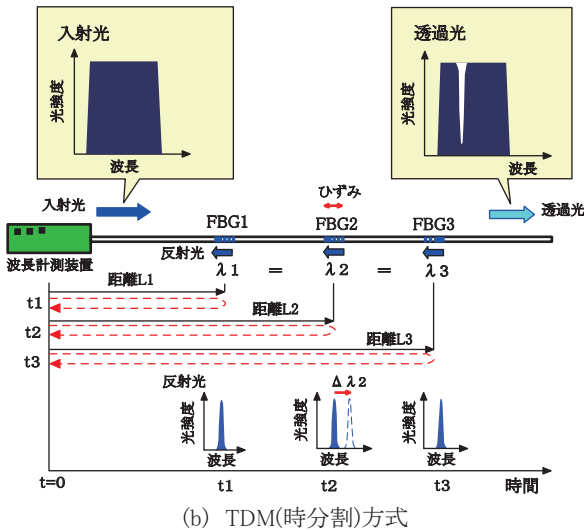 入射光
光強度
波長
透過光
光強度
波長
入射光
ひずみ
透過光
FBG1
FBG2
FBG3
波長計測装置
反射光
λ1 = λ2 = λ3
距離L1
t1
距離L2
t2
距離L3
t3
反射光
Δλ2
光強度
波長
光強度
波長
光強度
波長
t=0
t1
t2
t3
時間
(b) TDM(時分割)方式